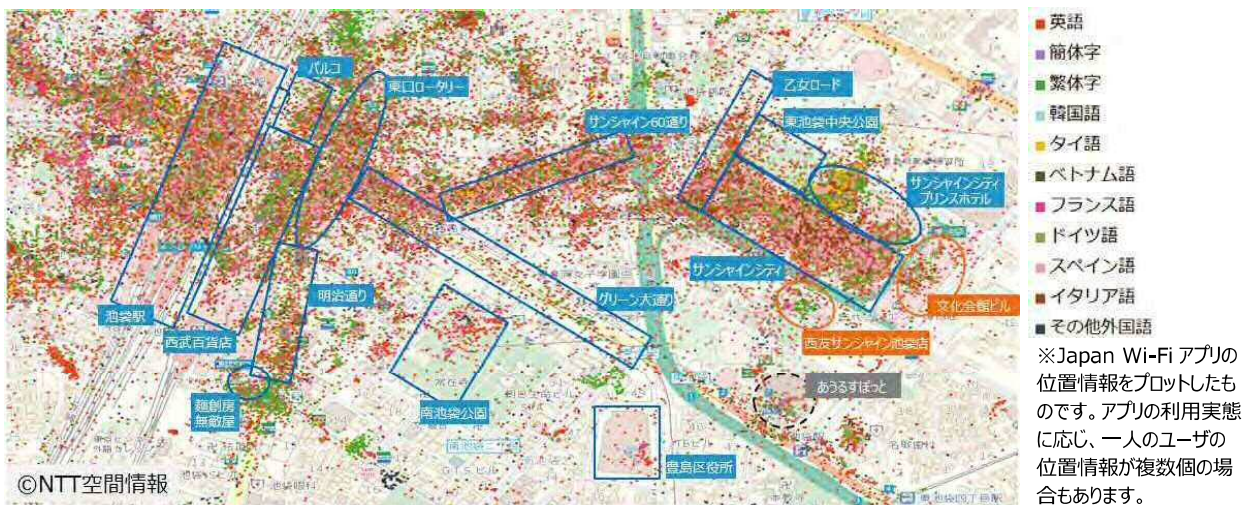 パルコ
東口ロータリー
乙女ロード
サンシャイン60通り
東池袋中央公園
サンシャインシティ
プリンスホテル
サンシャインシティ
グリーン大通り
明治通り
池袋駅
西武百貨店
文化会館ビル
西友サンシャイン池袋店
あうるすぽっと
麺創房
無敵屋
南池袋公園
豊島区役所
©NTT空間情報
英語
簡体字
繁体字
韓国語
タイ語
ベトナム語
フランス語
ドイツ語
スペイン語
イタリア語
その他外国語
※Japan Wi-Fi アプリの
位置情報をプロットしたも
のです。アプリの利用実態
に応じ、一人のユーザの
位置情報が複数個の場
合もあります。